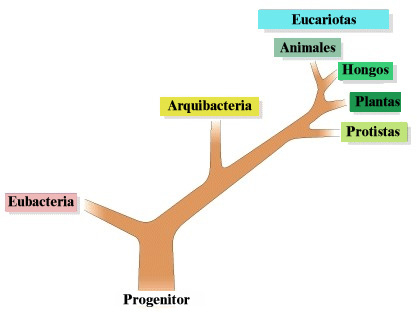 Eucariotas
Animales
Hongos
Plantas
Arquibacteria
Protistas
Eubacteria
Progenitor